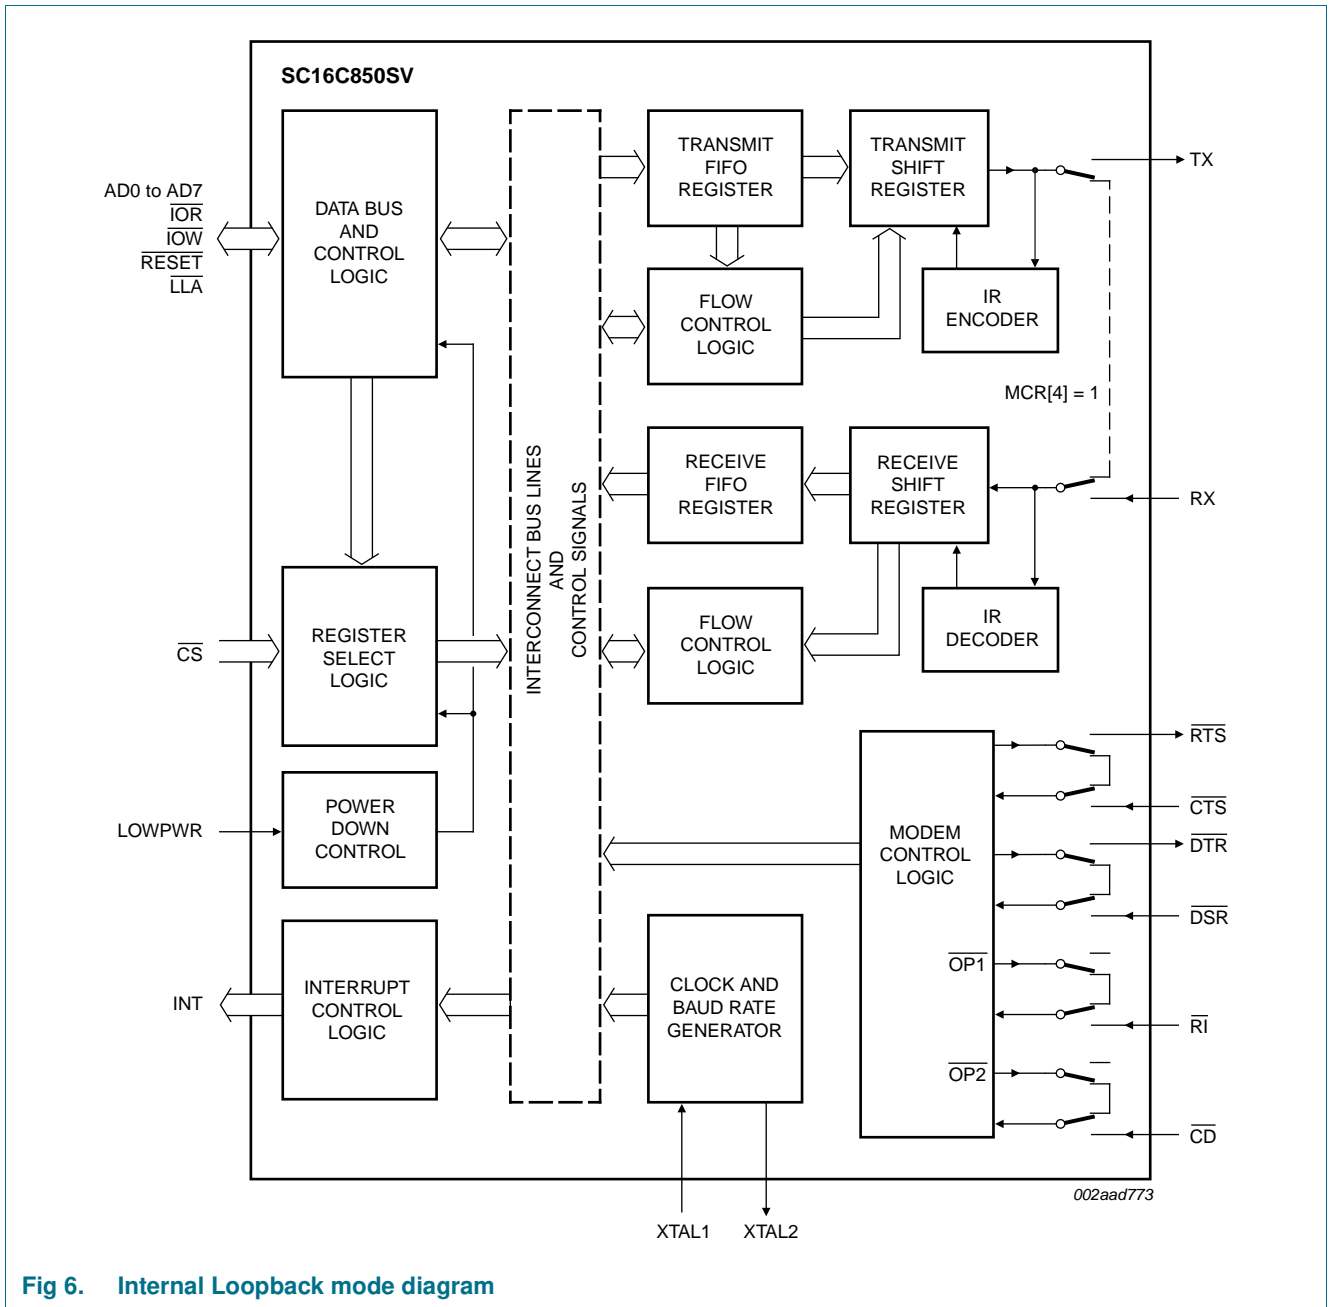 SC16C850SV
AD0 to AD7
IOR
IOW
RESET
LLA
DATA BUS
AND
CONTROL
LOGIC
TRANSMIT
FIFO
REGISTER
TRANSMIT
SHIFT
REGISTER
TX
FLOW
CONTROL
LOGIC
IR
ENCODER
MCR[4] = 1
INTERCONNECT BUS LINES
AND
CONTROL SIGNALS
RECEIVE
FIFO
REGISTER
RECEIVE
SHIFT
REGISTER
RX
CS
REGISTER
SELECT
LOGIC
FLOW
CONTROL
LOGIC
IR
DECODER
LOWPWR
POWER
DOWN
CONTROL
MODEM
CONTROL
LOGIC
RTS
CTS
DTR
DSR
OP1
RI
OP2
CD
INT
INTERRUPT
CONTROL
LOGIC
CLOCK AND
BAUD RATE
GENERATOR
XTAL1
XTAL2
002aad773
Fig 6. Internal Loopback mode diagram